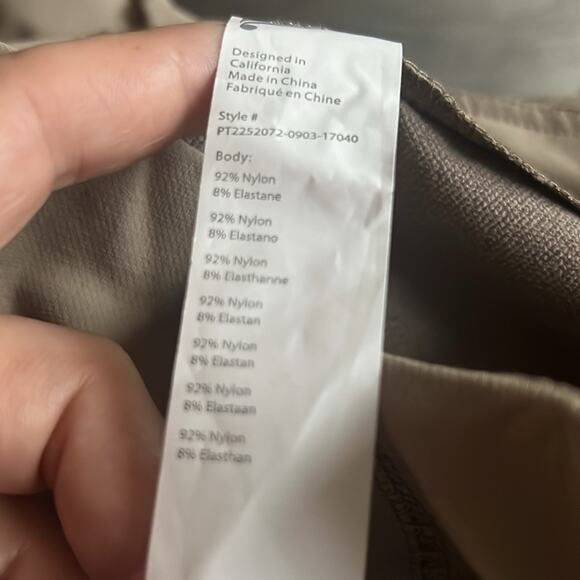 Designed in
California
Made in China
Fabriqué en Chine
Style #
PT2252072-0903-17040
Body:
92% Nylon
8% Elastane
92% Nylon
8% Elastano
92% Nylon
8% Elasthanne
92% Nylon
8% Elastan
92% Nylon
8% Elastan
92% Nylon
8% Elastaan
92% Nylon
8% Elasthan